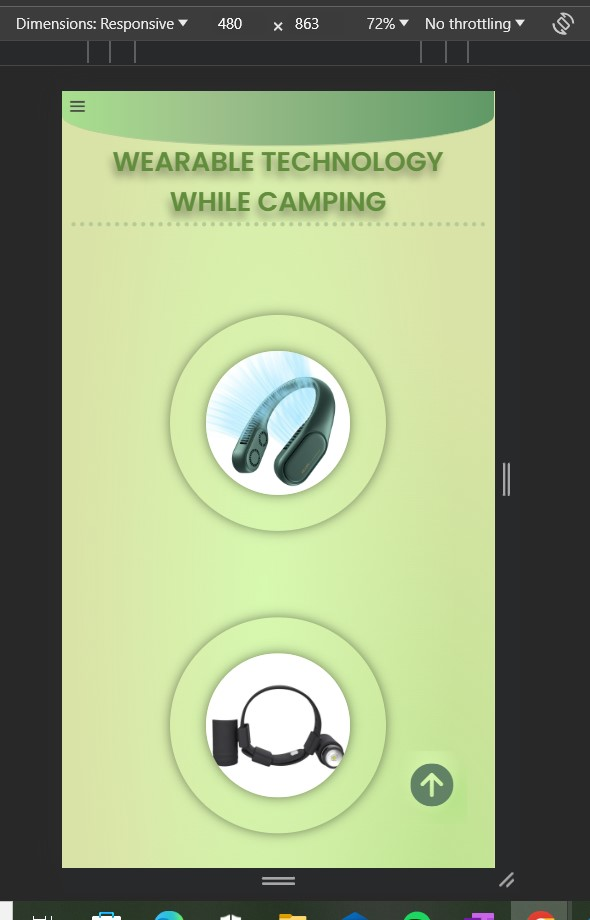 Dimensions: Responsive 480 × 863 72% No throttling
WEARABLE TECHNOLOGY
WHILE CAMPING